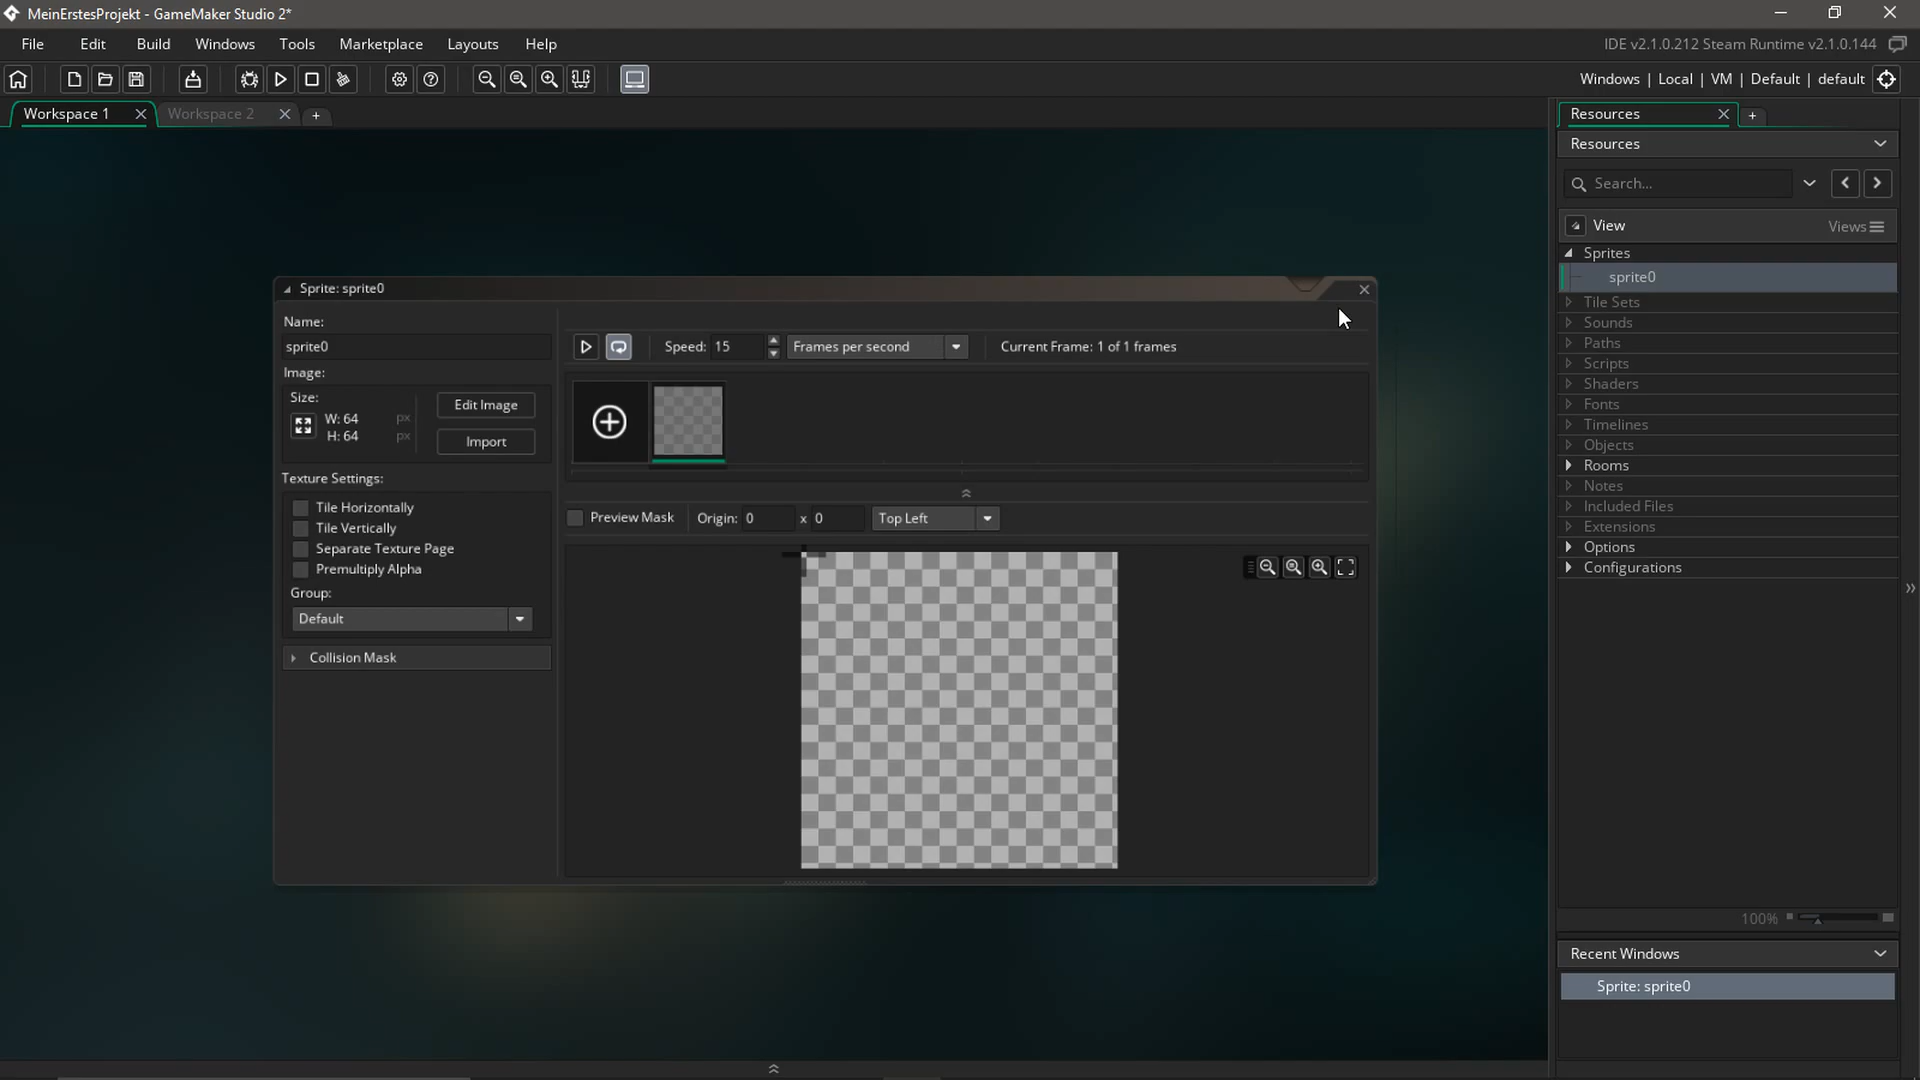 MeinErstesProjekt - GameMaker Studio 2*
File Edit Build Windows Tools Marketplace Layouts Help
IDE v2.1.0.212 Steam Runtime v2.1.0.144
Windows | Local | VM | Default | default
Workspace 1
Workspace 2
Resources
Resources
Search...
View
Views
Sprites
sprite0
Tile Sets
Sounds
Paths
Scripts
Shaders
Fonts
Timelines
Objects
Rooms
Notes
Included Files
Extensions
Options
Configurations
100%
Recent Windows
Sprite: sprite0
Sprite: sprite0
Name:
sprite0
Image:
Size:
W: 64 px
H: 64 px
Edit Image
Import
Texture Settings:
Tile Horizontally
Tile Vertically
Separate Texture Page
Premultiply Alpha
Group:
Default
Collision Mask
Speed: 15 Frames per second
Current Frame: 1 of 1 frames
Preview Mask
Origin: 0 x 0 Top Left